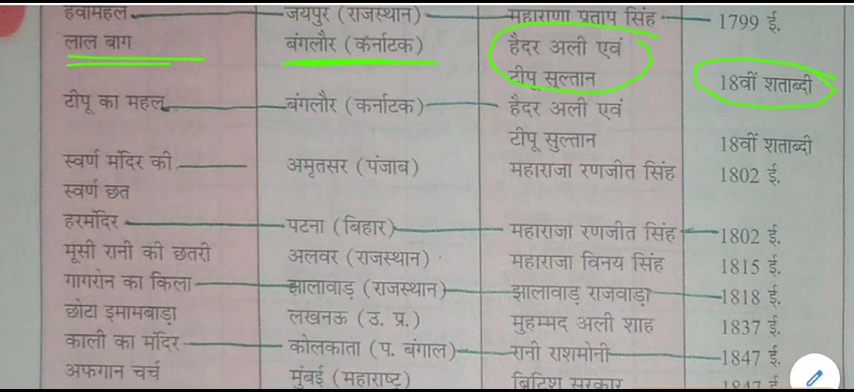 हवामहल जयपुर (राजस्थान) महाराणा प्रताप सिंह 1799 ई.
लाल बाग बंगलौर (कर्नाटक) हैदर अली एवं
टीपू सुल्तान 18वीं शताब्दी
टीपू का महल बंगलौर (कर्नाटक) हैदर अली एवं
टीपू सुल्तान 18वीं शताब्दी
स्वर्ण मंदिर की अमृतसर (पंजाब) महाराजा रणजीत सिंह 1802 ई.
स्वर्ण छत
हरमंदिर पटना (बिहार) महाराजा रणजीत सिंह 1802 ई.
मूसी रानी की छतरी अलवर (राजस्थान) महाराजा विनय सिंह 1815 ई.
गागरोन का किला झालावाड़ (राजस्थान) झालावाड़ राजवाड़ा 1818 ई.
छोटा इमामबाड़ा लखनऊ (उ. प्र.) मुहम्मद अली शाह 1837 ई.
काली का मंदिर कोलकाता (प. बंगाल) रानी राशमोनी 1847 ई.
अफगान चर्च मुंबई (महाराष्ट्र) ब्रिटिश सरकार 1847 ई.